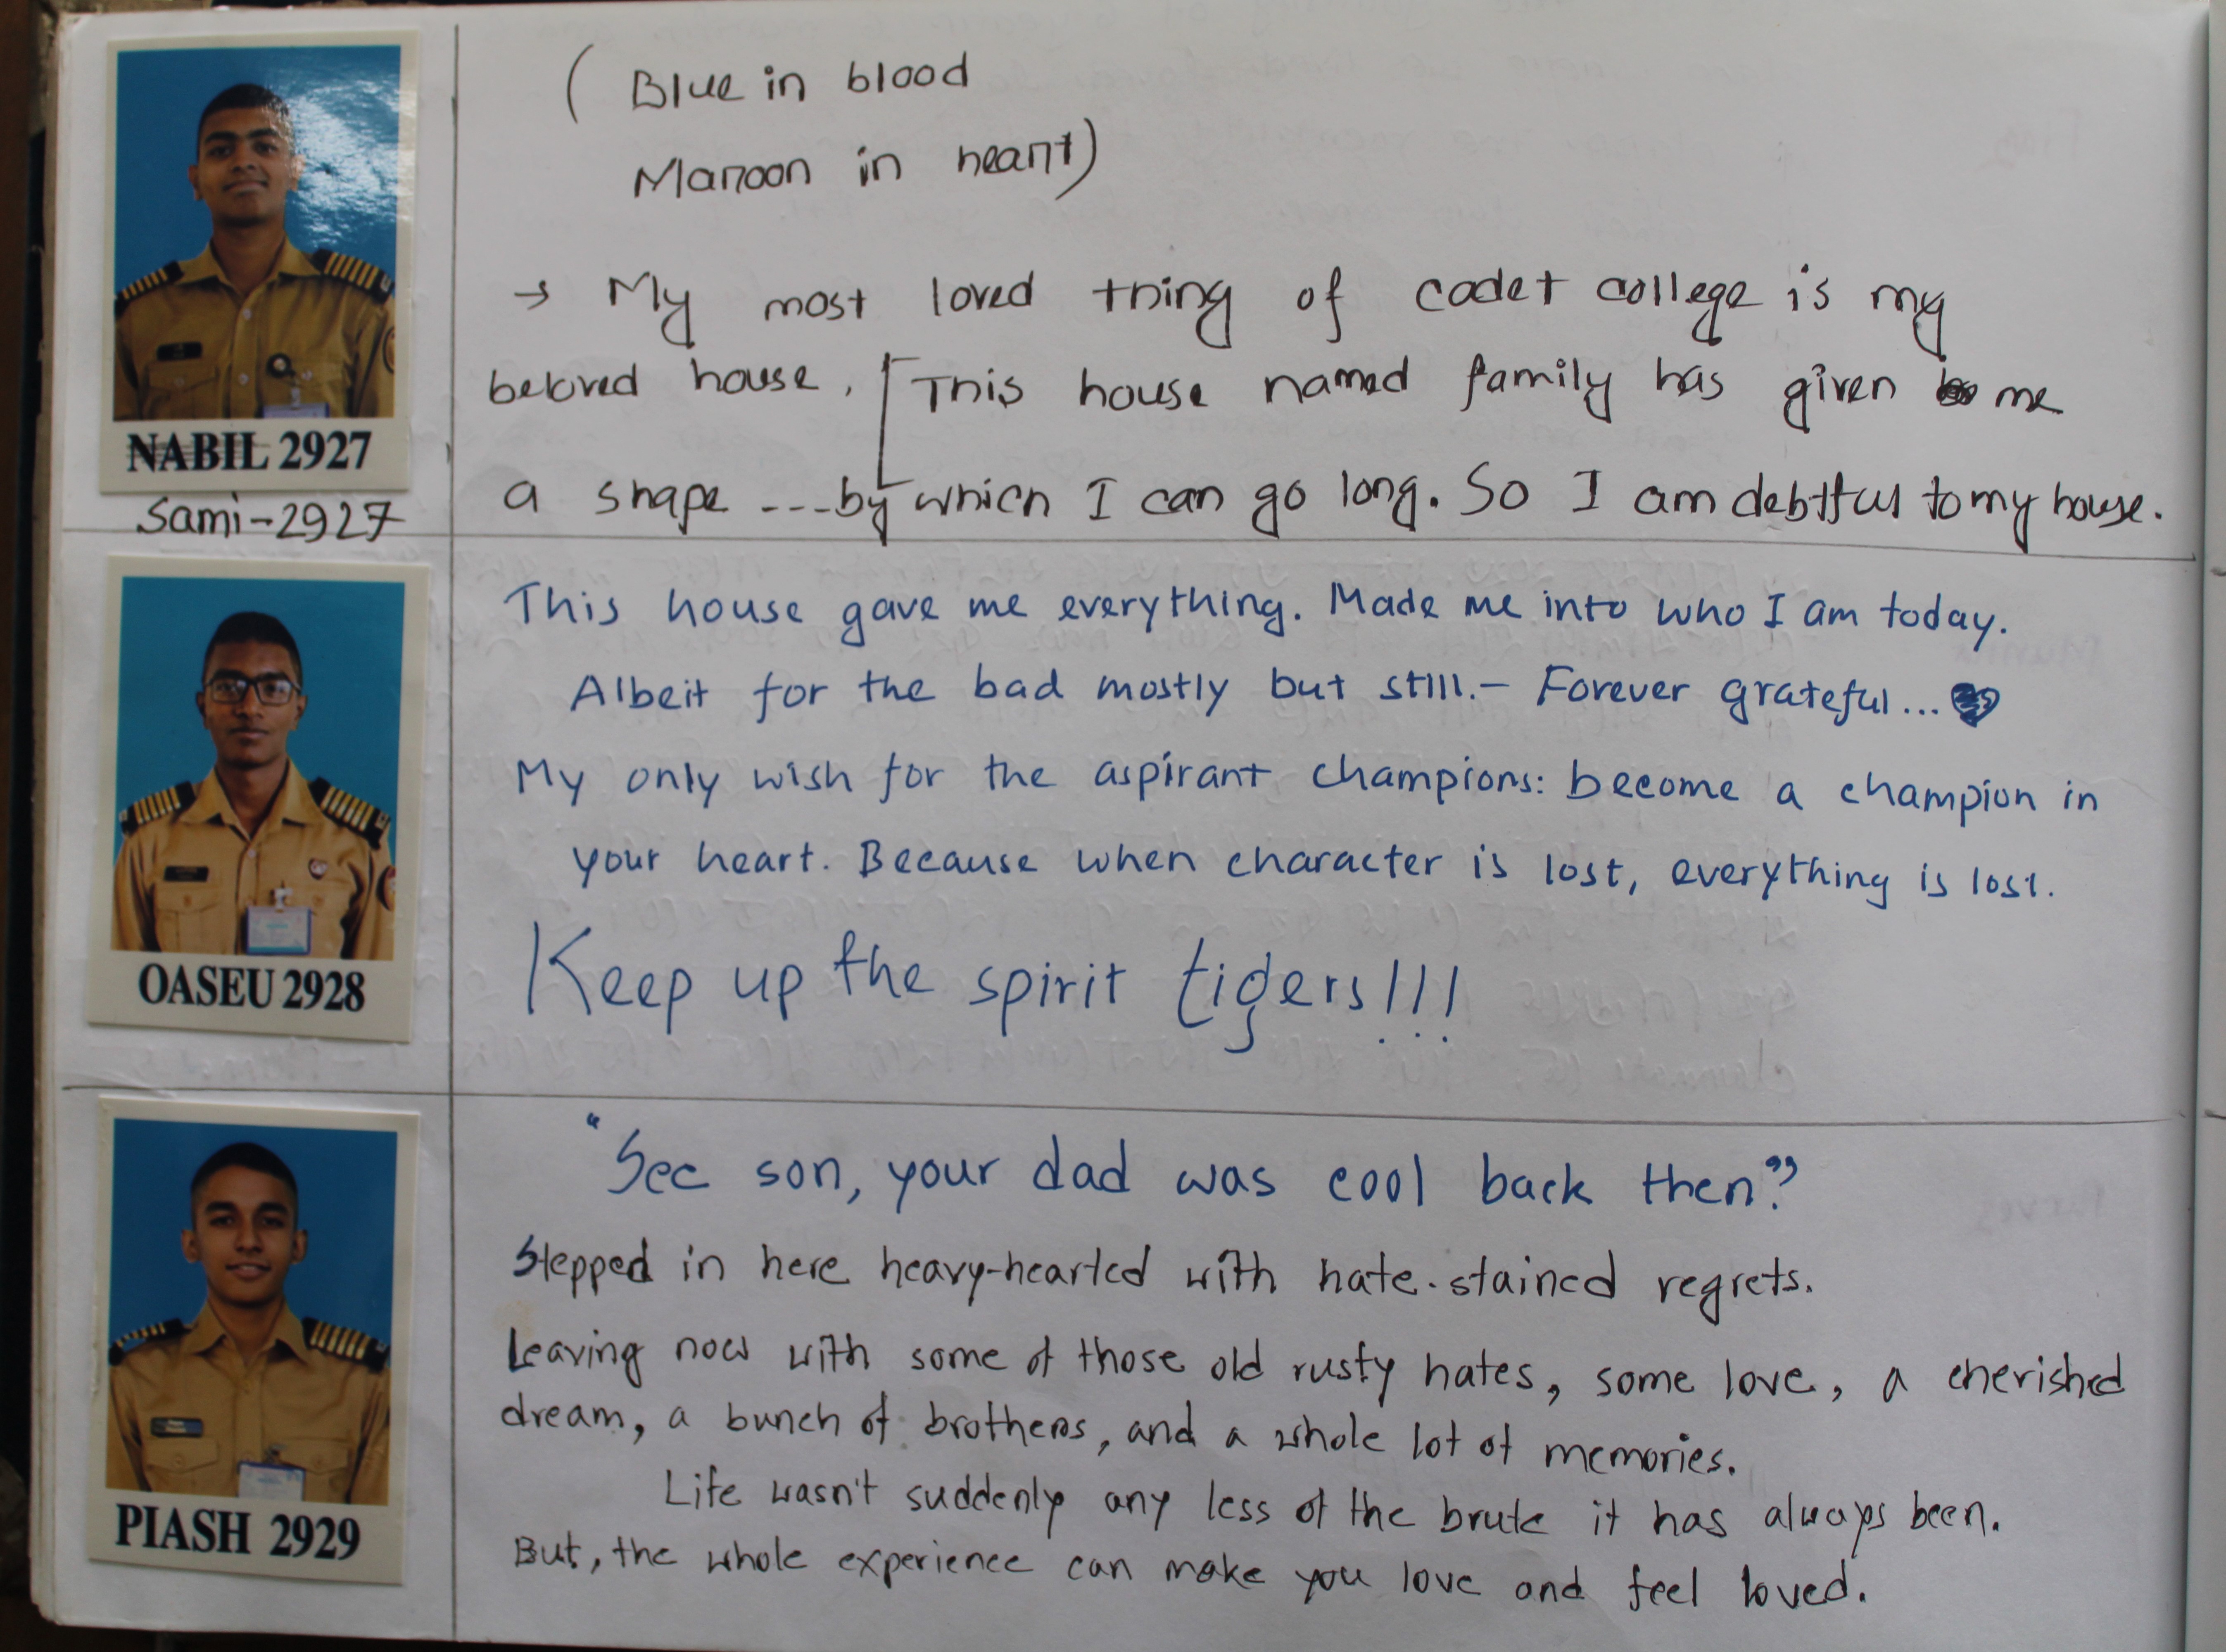 ( Blue in blood
Maroon in heart)
→ My most loved thing of cadet college is my
beloved house. [This house named family has given me
a shape ---by which I can go long. So I am debtful to my house.
NABIL 2927
Sami-2927
This house gave me everything. Made me into who I am today.
Albeit for the bad mostly but still.- Forever grateful...
My only wish for the aspirant champions: become a champion in
your heart. Because when character is lost, everything is lost.
Keep up the spirit tigers!!!
OASEU 2928
"See son, your dad was cool back then?"
Stepped in here heavy-hearted with hate-stained regrets.
Leaving now with some of those old rusty hates, some love, a cherished
dream, a bunch of brothers, and a whole lot of memories.
Life wasn't suddenly any less of the brute it has always been.
But, the whole experience can make you love and feel loved.
PIASH 2929